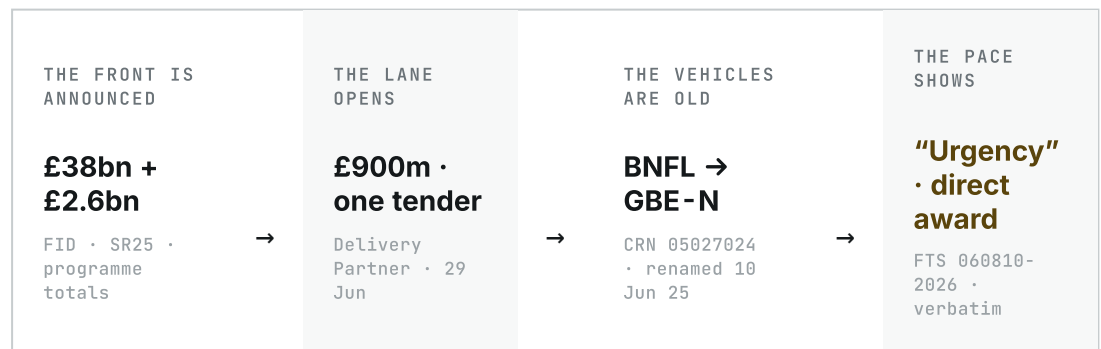 THE FRONT IS
ANNOUNCED
£38bn +
£2.6bn
FID · SR25 ·
programme
totals
→
THE LANE
OPENS
£900m ·
one tender
Delivery
Partner · 29
Jun
→
THE VEHICLES
ARE OLD
BNFL →
GBE-N
CRN 05027024
· renamed 10
Jun 25
→
THE PACE
SHOWS
“Urgency”
· direct
award
FTS 060810-
2026 ·
verbatim